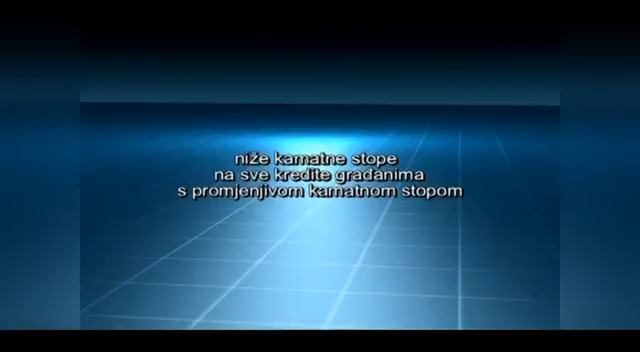 niže kamatne stope
na sve kredite građanima
s promjenjivom kamatnom stopom